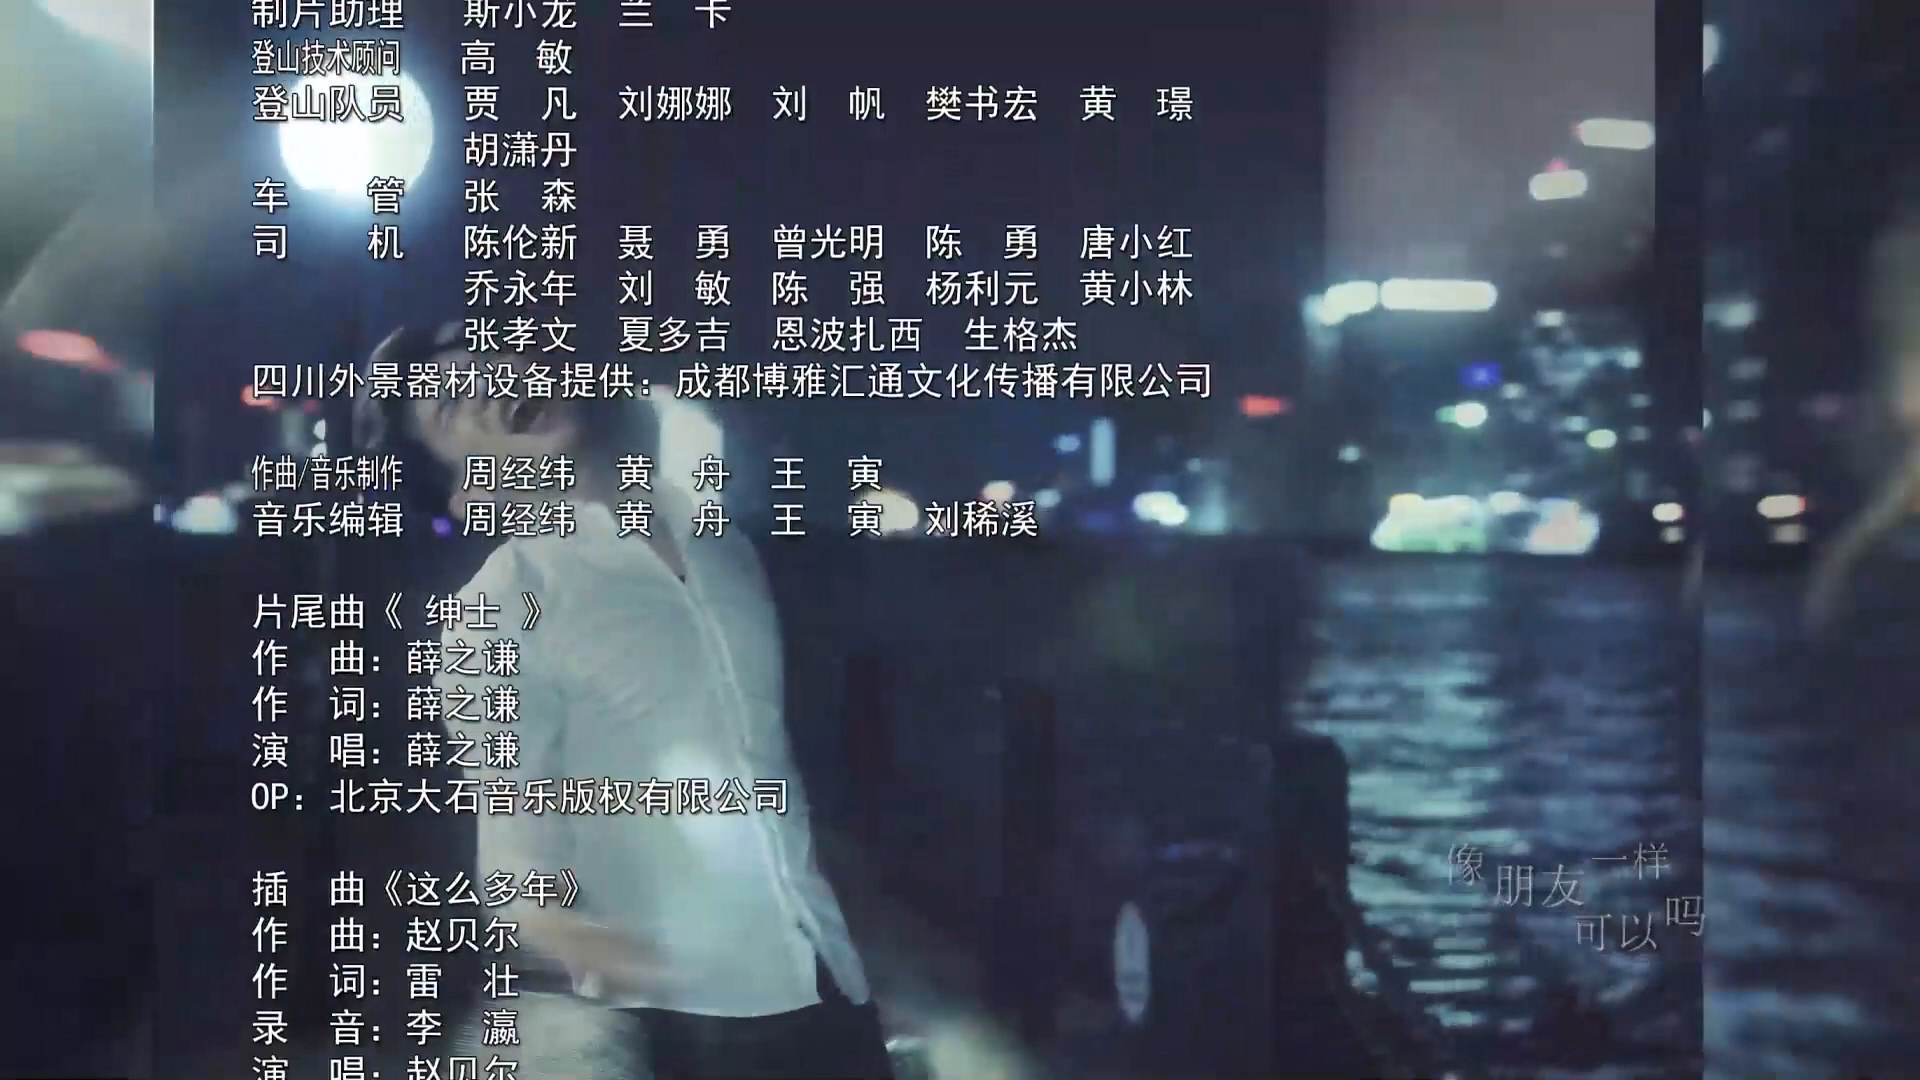 制片助理 斯小龙 兰 卡
登山技术顾问 高 敏
登山队员 贾 凡 刘娜娜 刘 帆 樊书宏 黄 璟
胡潇丹
车 管 张 森
司 机 陈伦新 聂 勇 曾光明 陈 勇 唐小红
乔永年 刘 敏 陈 强 杨利元 黄小林
张孝文 夏多吉 恩波扎西 生格杰
四川外景器材设备提供：成都博雅汇通文化传播有限公司
作曲/音乐制作 周经纬 黄 舟 王 寅
音乐编辑 周经纬 黄 舟 王 寅 刘稀溪
片尾曲《 绅士 》
作 曲：薛之谦
作 词：薛之谦
演 唱：薛之谦
OP：北京大石音乐版权有限公司
插 曲《这么多年》
作 曲：赵贝尔
作 词：雷 壮
录 音：李 瀛
演 唱：赵贝尔
像朋友一样
可以吗